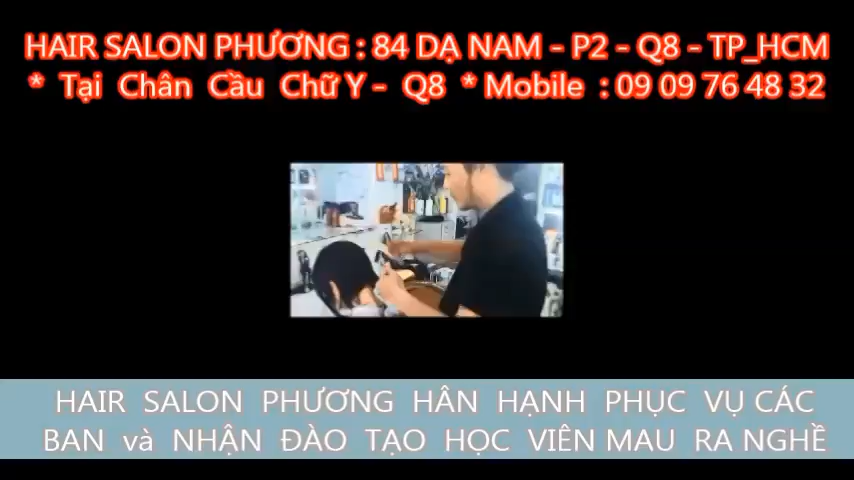 HAIR SALON PHƯƠNG : 84 DẠ NAM - P2 - Q8 - TP_HCM
* Tại Chân Cầu Chữ Y - Q8 * Mobile : 09 09 76 48 32
HAIR SALON PHƯƠNG HÂN HẠNH PHỤC VỤ CÁC
BAN và NHẬN ĐÀO TẠO HỌC VIÊN MAU RA NGHỀ